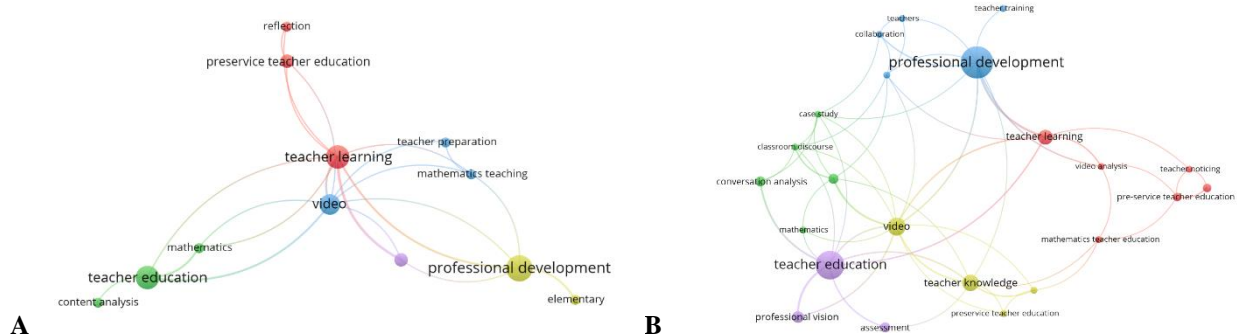 reflection
preservice teacher education
teacher learning
teacher preparation
mathematics teaching
video
mathematics
teacher education
professional development
content analysis
elementary
A
teacher training
teachers
collaboration
professional development
case study
teacher learning
classroom discourse
video analysis
teacher noticing
conversation analysis
pre-service teacher education
mathematics
video
mathematics teacher education
teacher education
teacher knowledge
professional vision
preservice teacher education
assessment
B